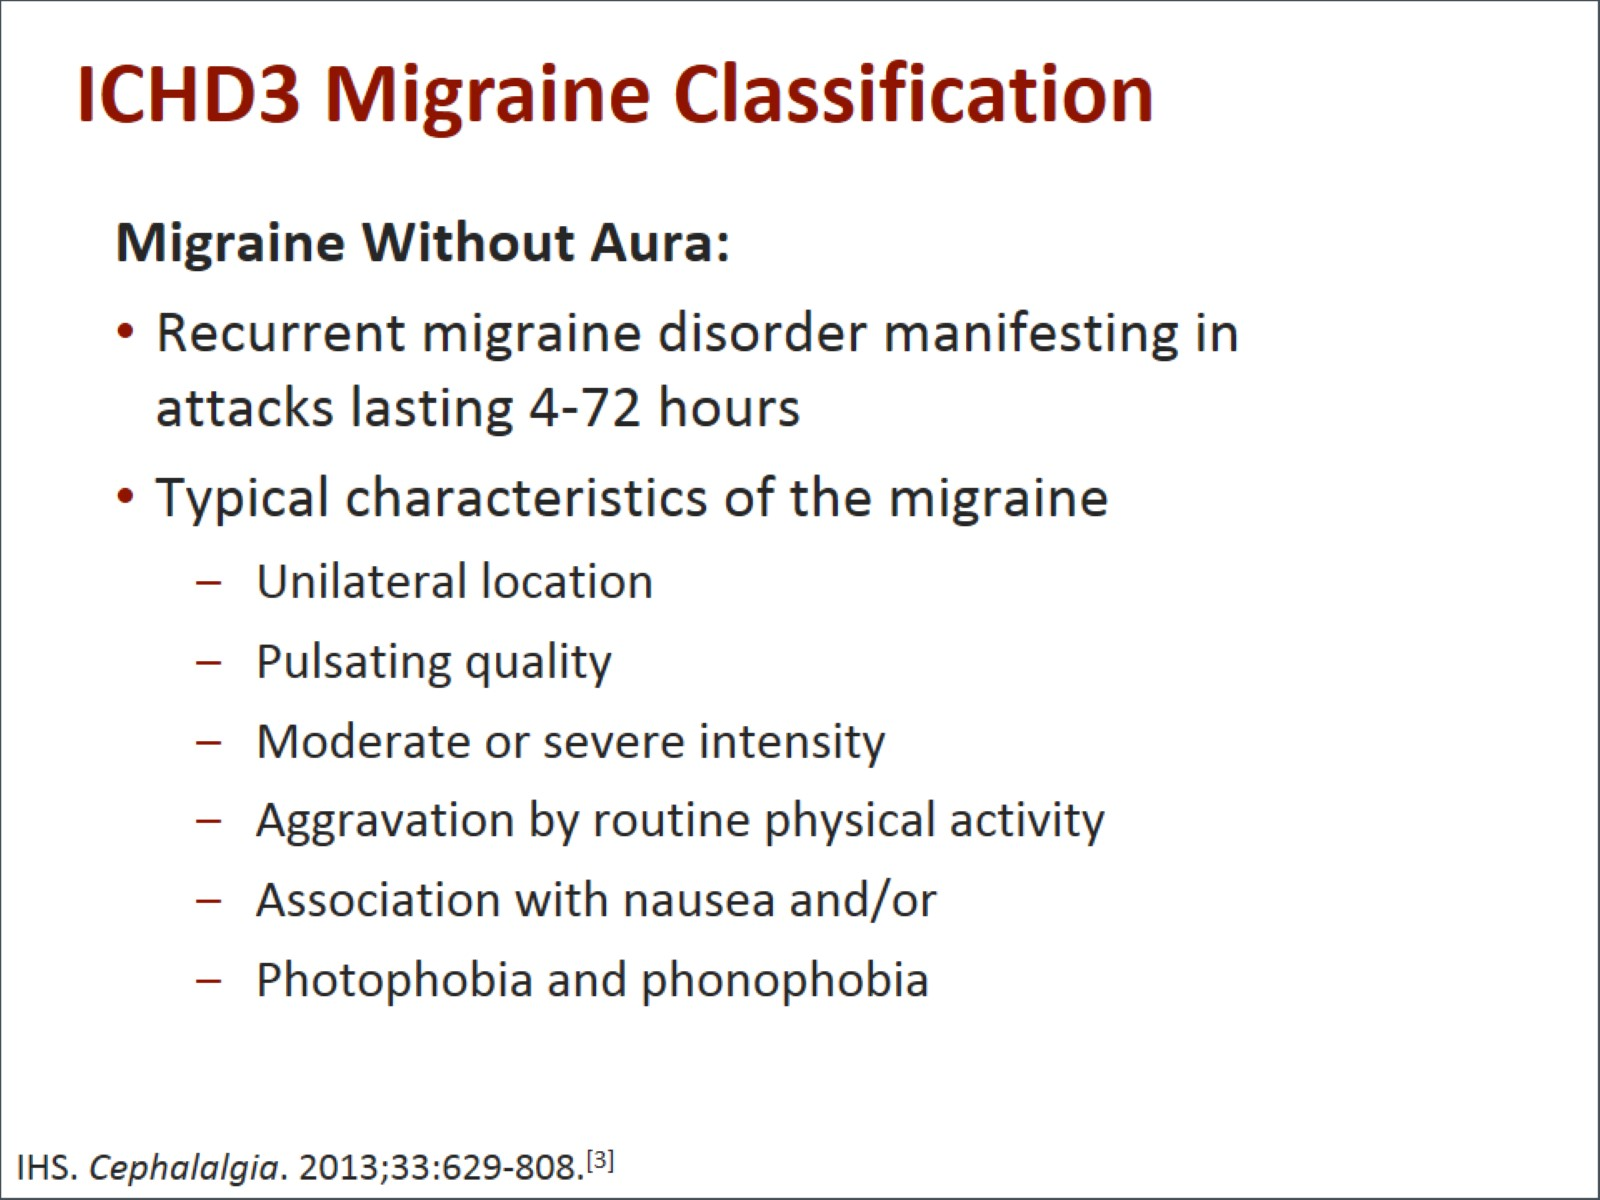 ICHD3 Migraine Classification
Migraine Without Aura:
• Recurrent migraine disorder manifesting in
attacks lasting 4-72 hours
• Typical characteristics of the migraine
– Unilateral location
– Pulsating quality
– Moderate or severe intensity
– Aggravation by routine physical activity
– Association with nausea and/or
– Photophobia and phonophobia
IHS. Cephalalgia. 2013;33:629-808.[3]